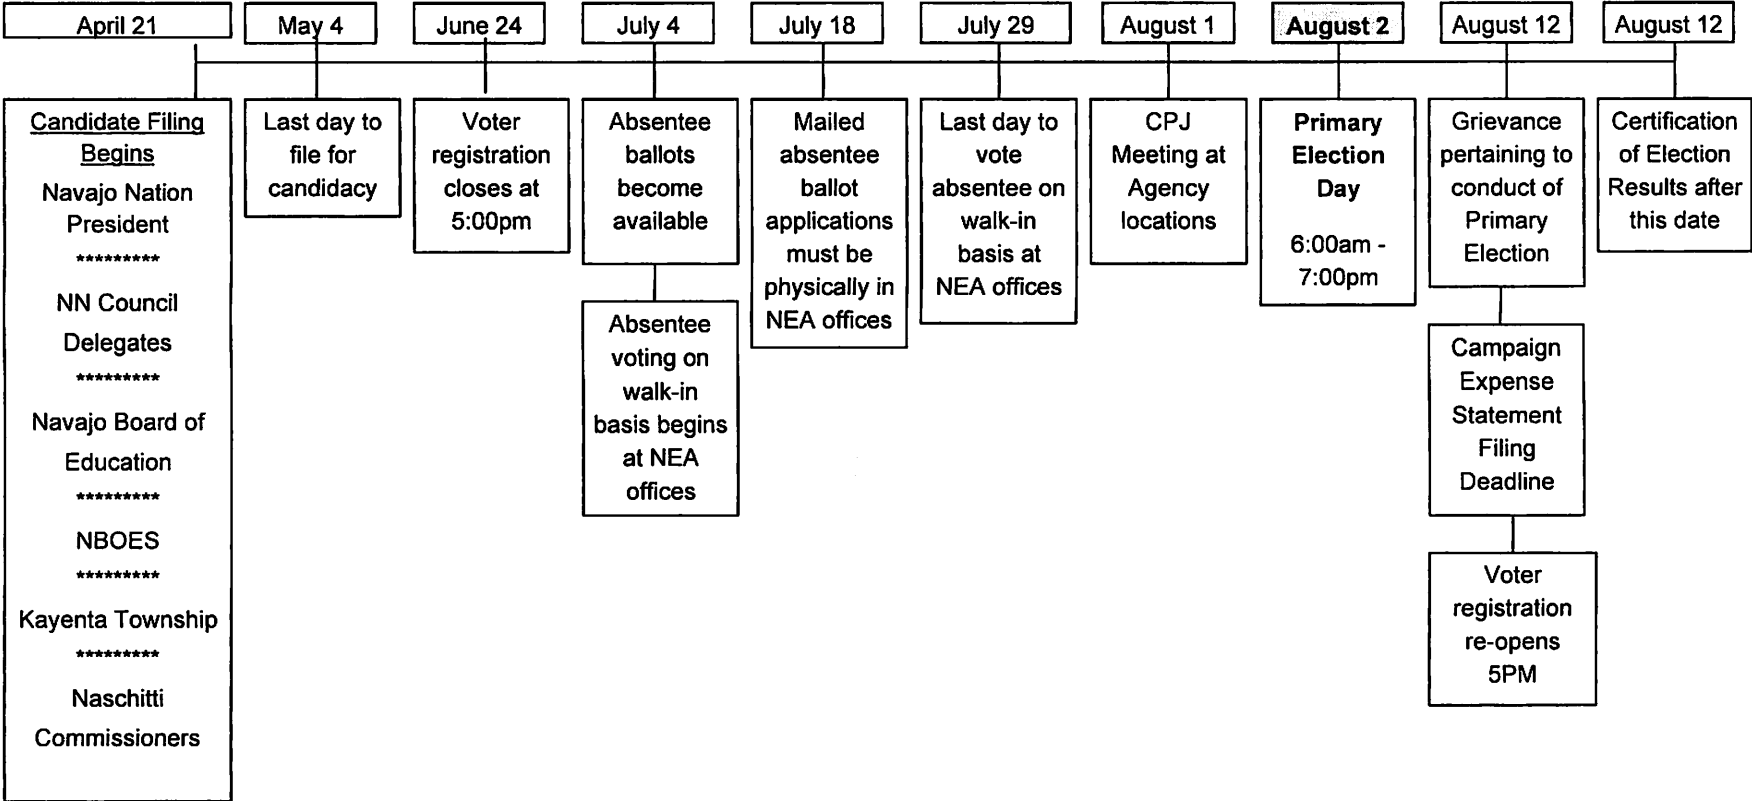 April 21
May 4
June 24
July 4
July 18
July 29
August 1
August 2
August 12
August 12
Candidate Filing
Begins
Navajo Nation
President
*********
NN Council
Delegates
*********
Navajo Board of
Education
*********
NBOES
*********
Kayenta Township
*********
Naschitti
Commissioners
Last day to
file for
candidacy
Voter
registration
closes at
5:00pm
Absentee
ballots
become
available
Absentee
voting on
walk-in
basis begins
at NEA
offices
Mailed
absentee
ballot
applications
must be
physically in
NEA offices
Last day to
vote
absentee on
walk-in
basis at
NEA offices
CPJ
Meeting at
Agency
locations
Primary
Election
Day
6:00am -
7:00pm
Grievance
pertaining to
conduct of
Primary
Election
Campaign
Expense
Statement
Filing
Deadline
Voter
registration
re-opens
5PM
Certification
of Election
Results after
this date